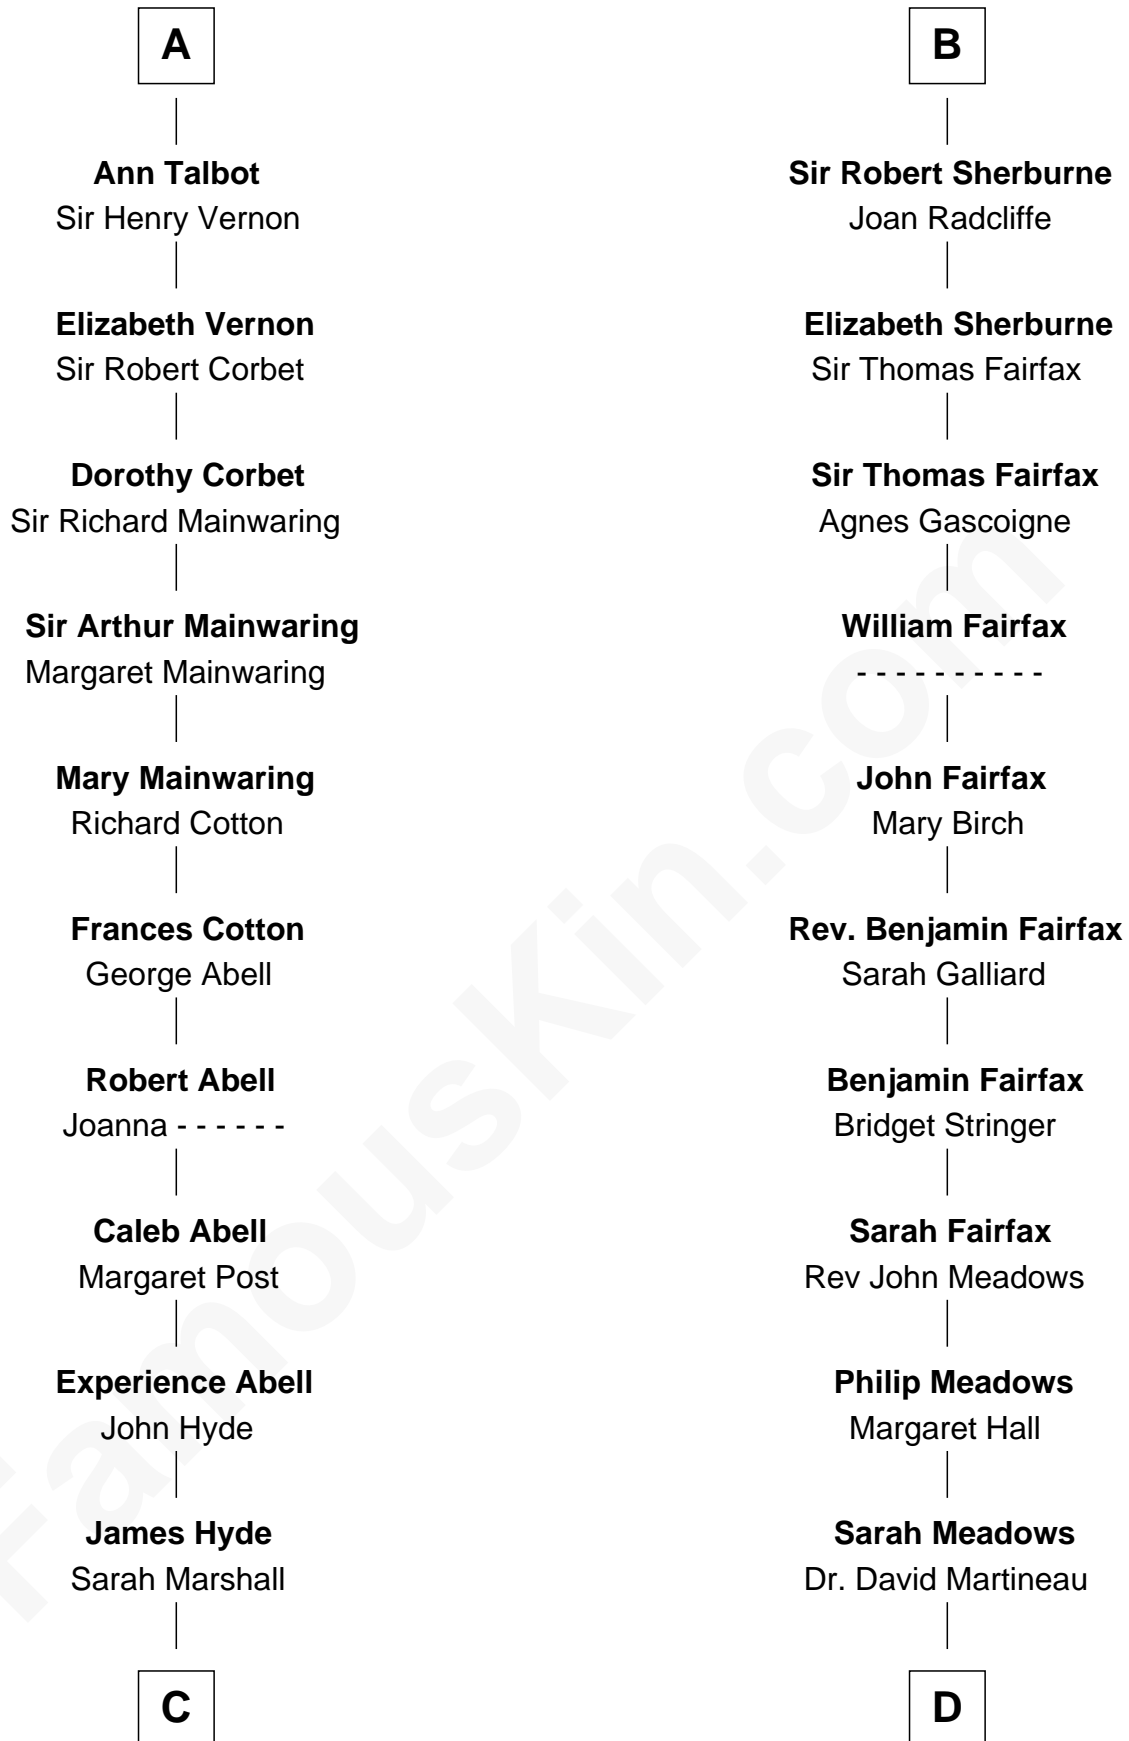 A
Ann Talbot
Sir Henry Vernon
Elizabeth Vernon
Sir Robert Corbet
Dorothy Corbet
Sir Richard Mainwaring
Sir Arthur Mainwaring
Margaret Mainwaring
Mary Mainwaring
Richard Cotton
Frances Cotton
George Abell
Robert Abell
Joanna - - - - - -
Caleb Abell
Margaret Post
Experience Abell
John Hyde
James Hyde
Sarah Marshall
C
B
Sir Robert Sherburne
Joan Radcliffe
Elizabeth Sherburne
Sir Thomas Fairfax
Sir Thomas Fairfax
Agnes Gascoigne
William Fairfax
- - - - - - - - - -
John Fairfax
Mary Birch
Rev. Benjamin Fairfax
Sarah Galliard
Benjamin Fairfax
Bridget Stringer
Sarah Fairfax
Rev John Meadows
Philip Meadows
Margaret Hall
Sarah Meadows
Dr. David Martineau
D
FamousKin.com